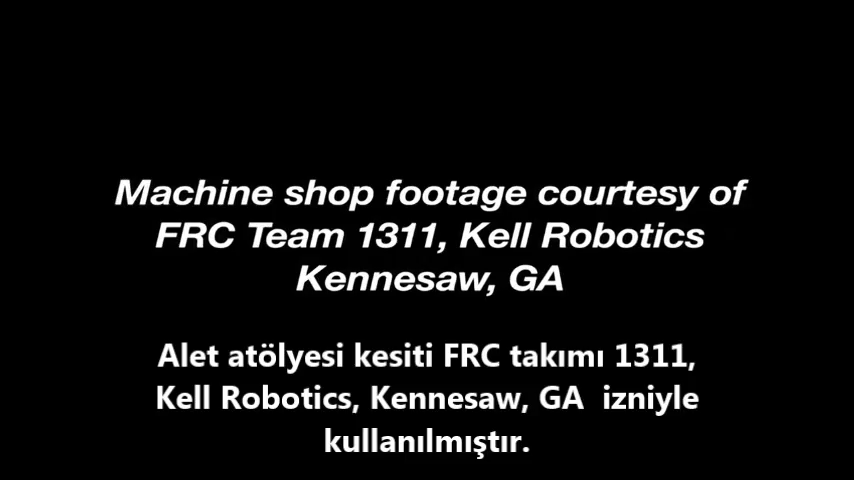 Machine shop footage courtesy of
FRC Team 1311, Kell Robotics
Kennesaw, GA
Alet atölyesi kesiti FRC takımı 1311,
Kell Robotics, Kennesaw, GA izniyle
kullanılmıştır.